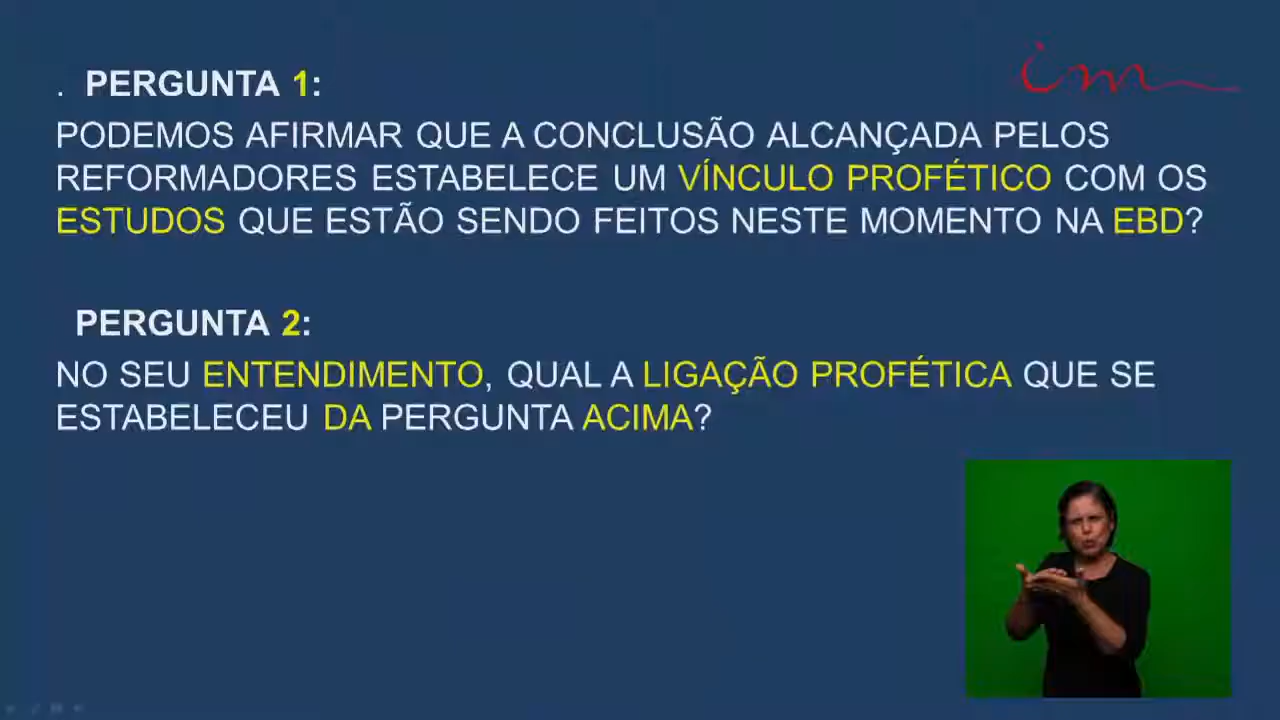 im
. PERGUNTA 1:
PODEMOS AFIRMAR QUE A CONCLUSÃO ALCANÇADA PELOS
REFORMADORES ESTABELECE UM VÍNCULO PROFÉTICO COM OS
ESTUDOS QUE ESTÃO SENDO FEITOS NESTE MOMENTO NA EBD?
PERGUNTA 2:
NO SEU ENTENDIMENTO, QUAL A LIGAÇÃO PROFÉTICA QUE SE
ESTABELECEU DA PERGUNTA ACIMA?